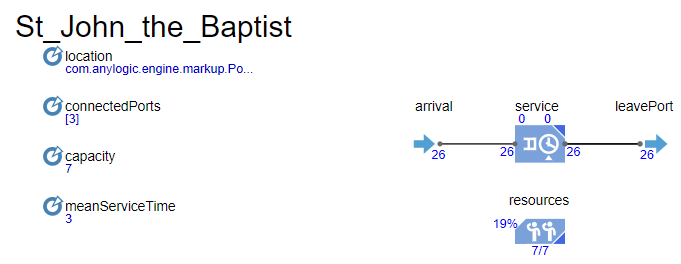 St_John_the_Baptist
location
com.anylogic.engine.markup.Po...
connectedPorts
[3]
capacity
7
meanServiceTime
3
arrival service leavePort
0 0
26 26 26 26
resources
19%
7/7